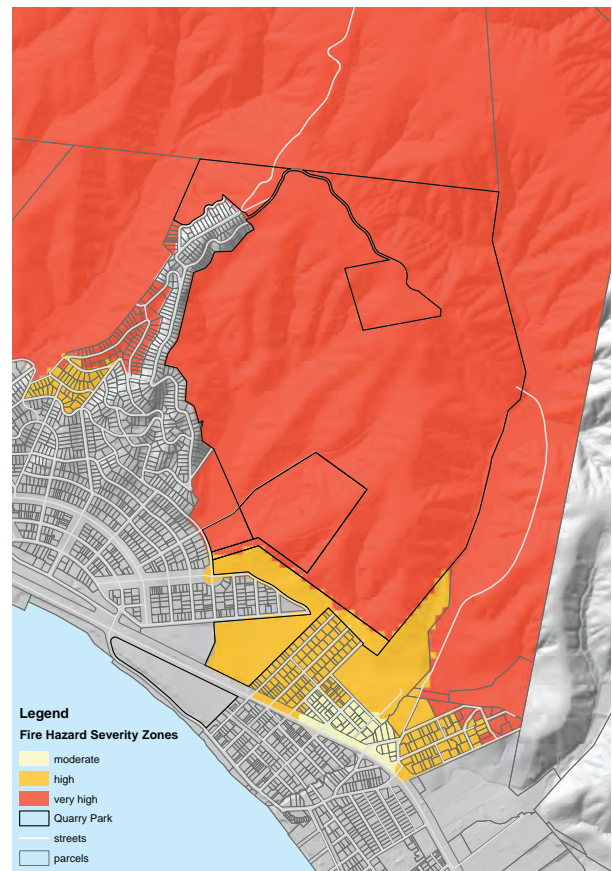 Legend
Fire Hazard Severity Zones
moderate
high
very high
Quarry Park
streets
parcels